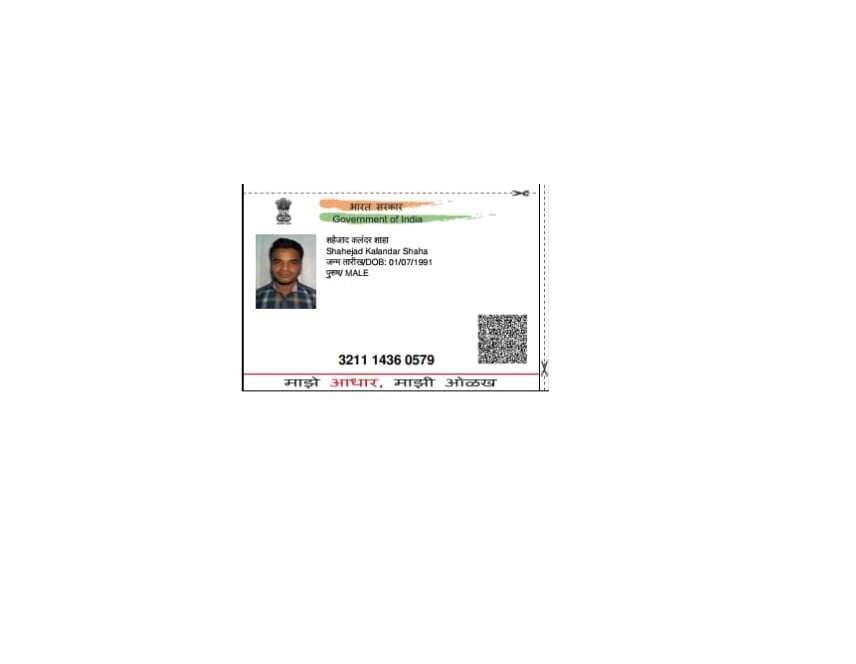 भारत सरकार
Government of India
शहेजाद कलंदर शाहा
Shahejad Kalandar Shaha
जन्म तारीख/DOB: 01/07/1991
पुरुष/ MALE
3211 1436 0579
माझे आधार, माझी ओळख